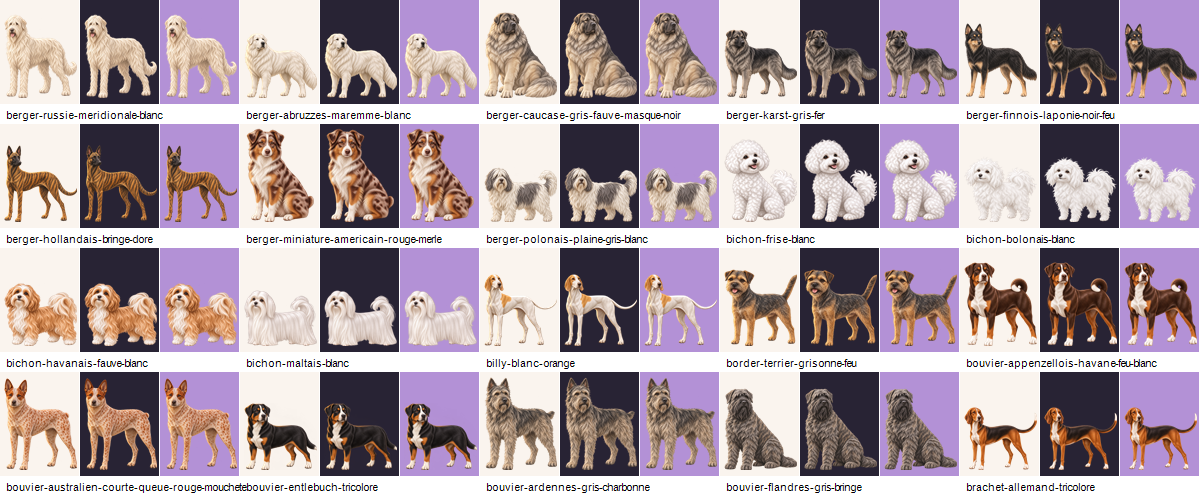 berger-russie-meridionale-blanc
berger-abruzzes-maremme-blanc
berger-caucase-gris-fauve-masque-noir
berger-karst-gris-fer
berger-finnois-laponie-noir-feu
berger-hollandais-bringe-dore
berger-miniature-americain-rouge-merle
berger-polonais-plaine-gris-blanc
bichon-frise-blanc
bichon-bolonais-blanc
bichon-havanais-fauve-blanc
bichon-maltais-blanc
billy-blanc-orange
border-terrier-grisonne-feu
bouvier-appenzellois-havane-feu-blanc
bouvier-australien-courte-queue-rouge-mouchete
bouvier-entlebuch-tricolore
bouvier-ardennes-gris-charbonne
bouvier-flandres-gris-bringe
brachet-allemand-tricolore